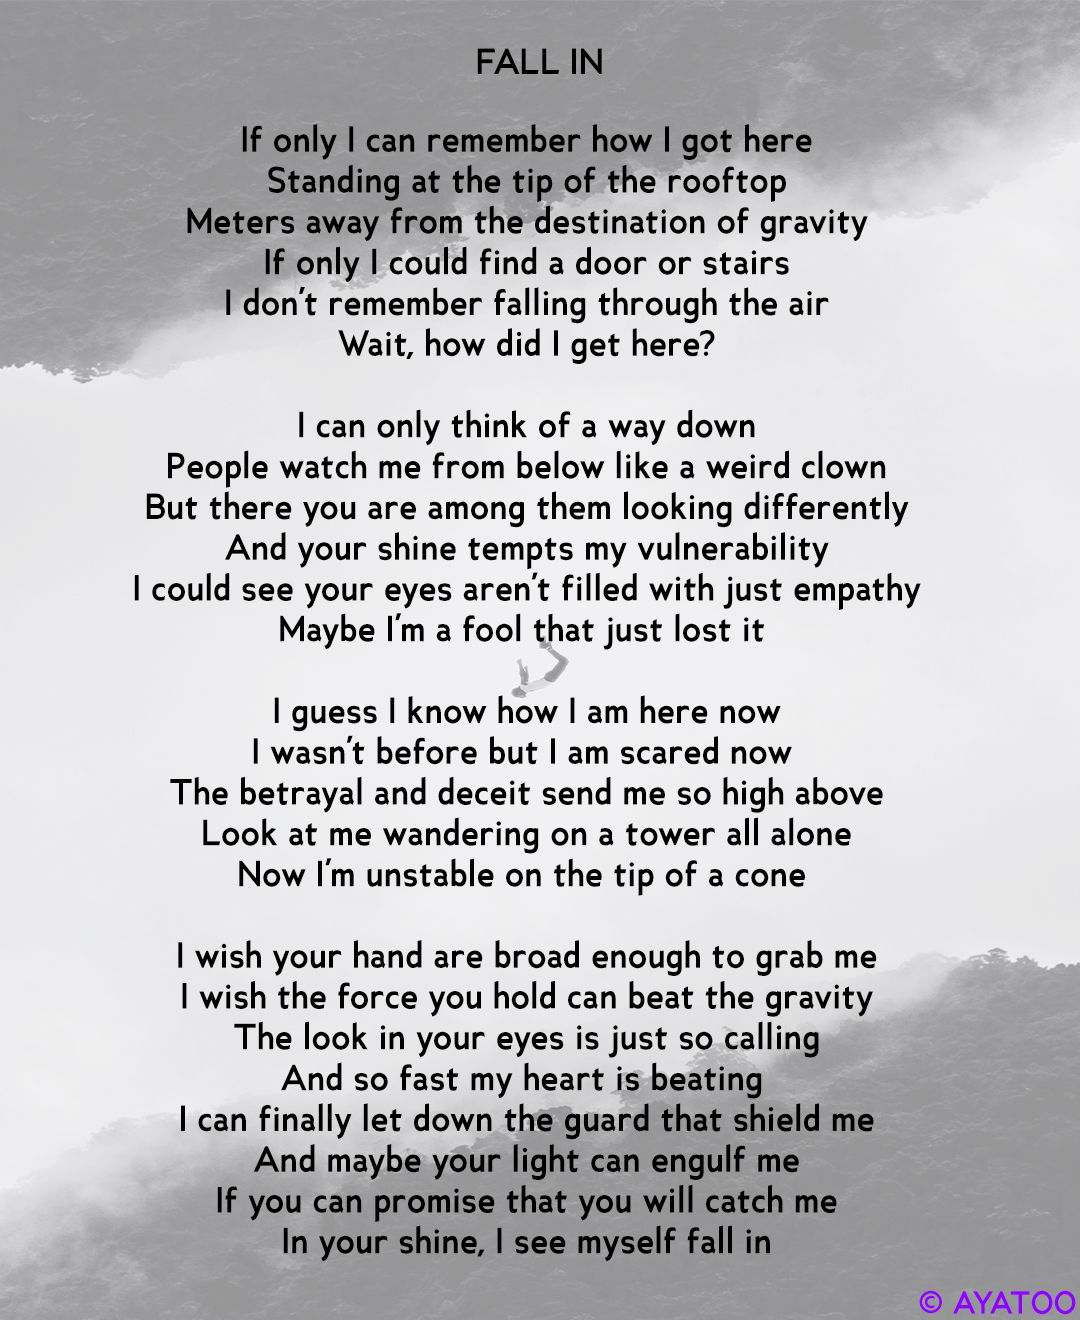 FALL IN
If only I can remember how I got here
Standing at the tip of the rooftop
Meters away from the destination of gravity
If only I could find a door or stairs
I don't remember falling through the air
Wait, how did I get here?
I can only think of a way down
People watch me from below like a weird clown
But there you are among them looking differently
And your shine tempts my vulnerability
I could see your eyes aren't filled with just empathy
Maybe I'm a fool that just lost it
I guess I know how I am here now
I wasn't before but I am scared now
The betrayal and deceit send me so high above
Look at me wandering on a tower all alone
Now I'm unstable on the tip of a cone
I wish your hand are broad enough to grab me
I wish the force you hold can beat the gravity
The look in your eyes is just so calling
And so fast my heart is beating
I can finally let down the guard that shield me
And maybe your light can engulf me
If you can promise that you will catch me
In your shine, I see myself fall in
© AYATOO